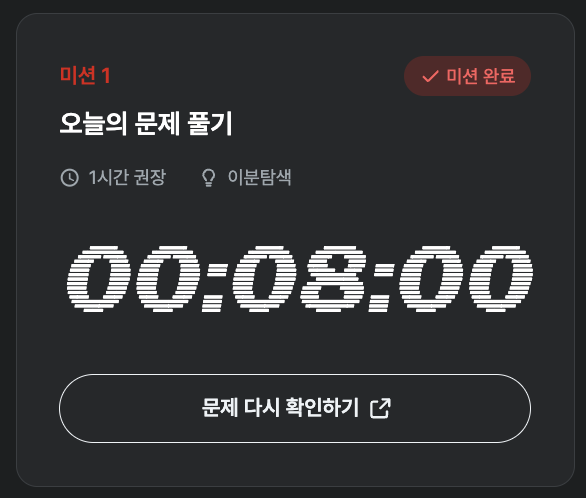 미션 1
미션 완료
오늘의 문제 풀기
1시간 권장 이분탐색
00:08:00
문제 다시 확인하기